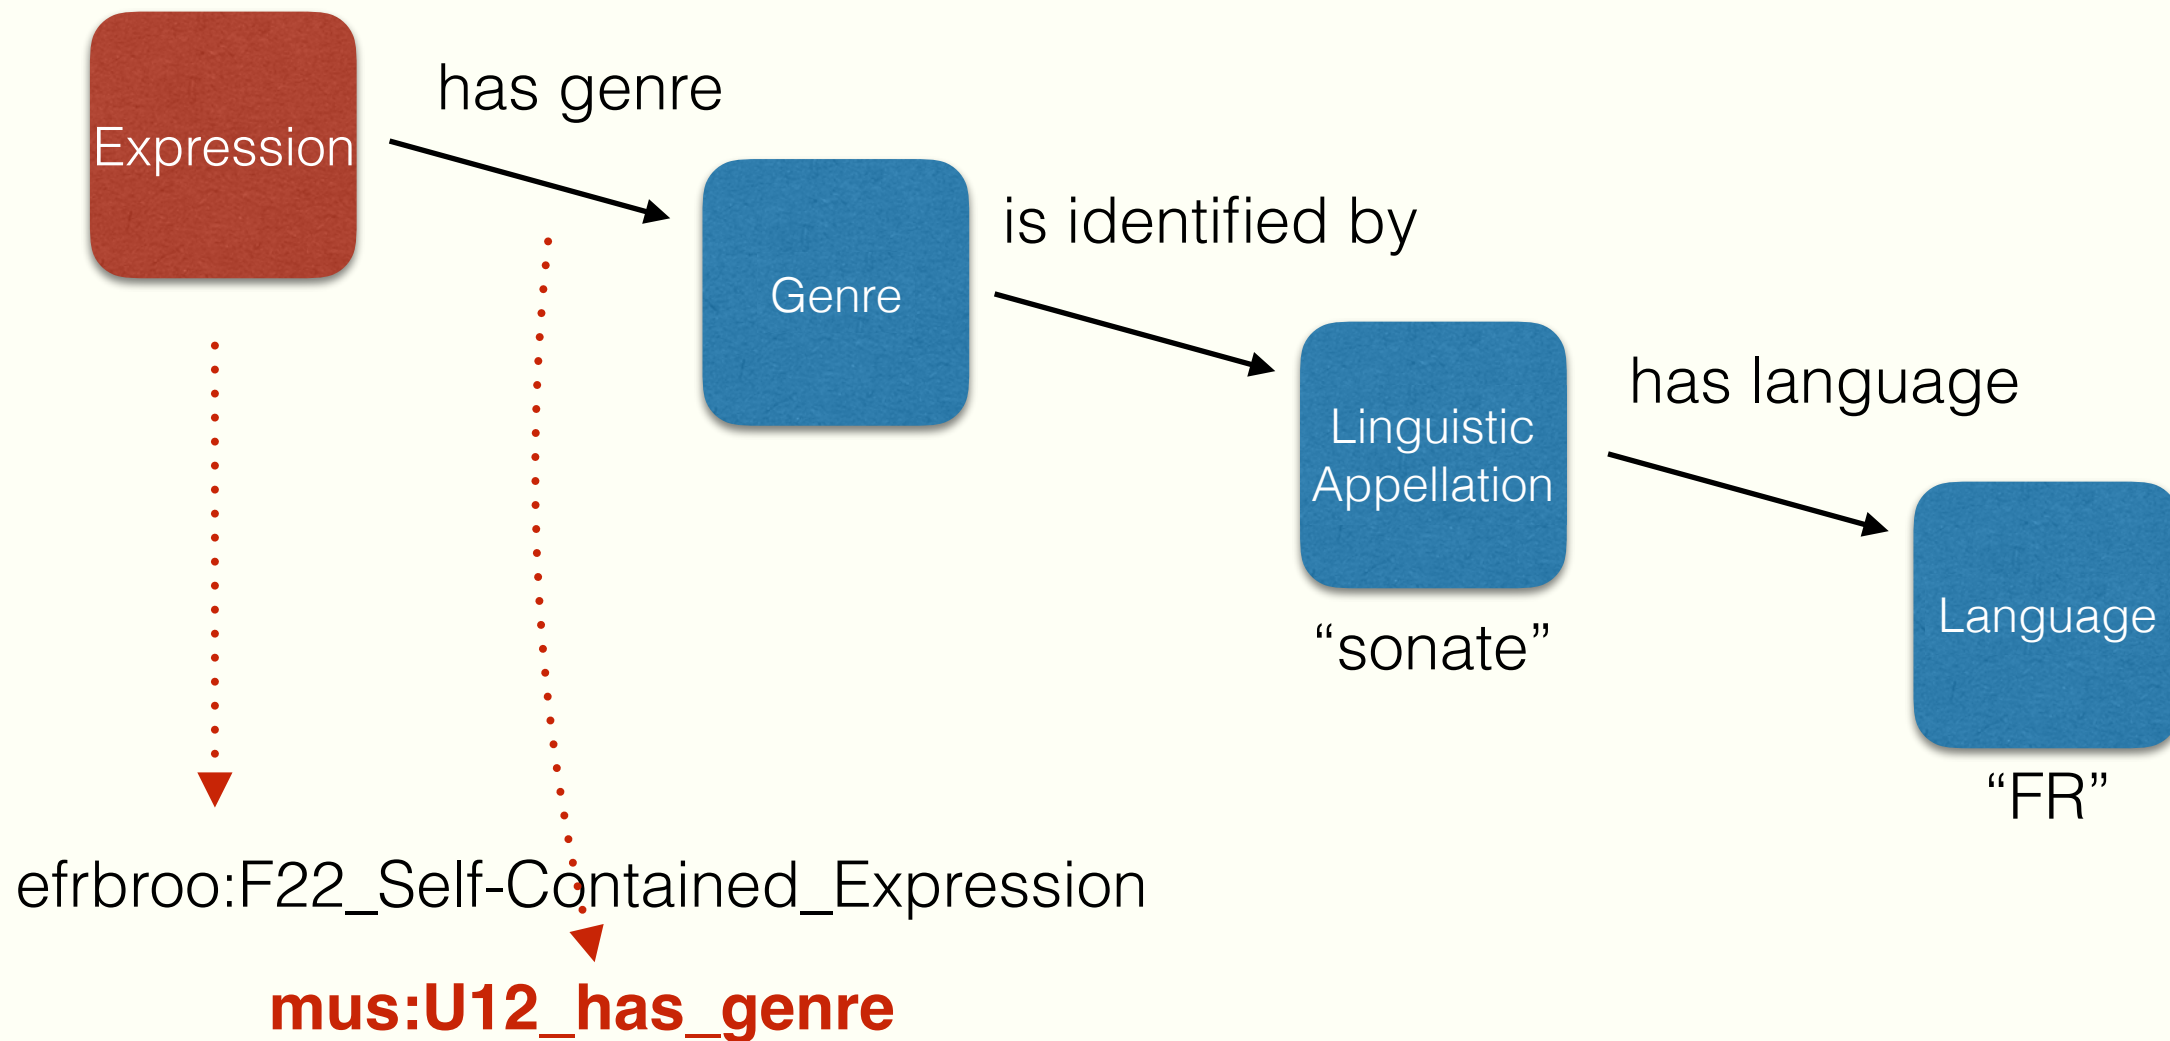 Expression
has genre
Genre
is identified by
Linguistic
Appellation
“sonate”
has language
Language
“FR”
efrbroo:F22_Self-Contained_Expression
mus:U12_has_genre